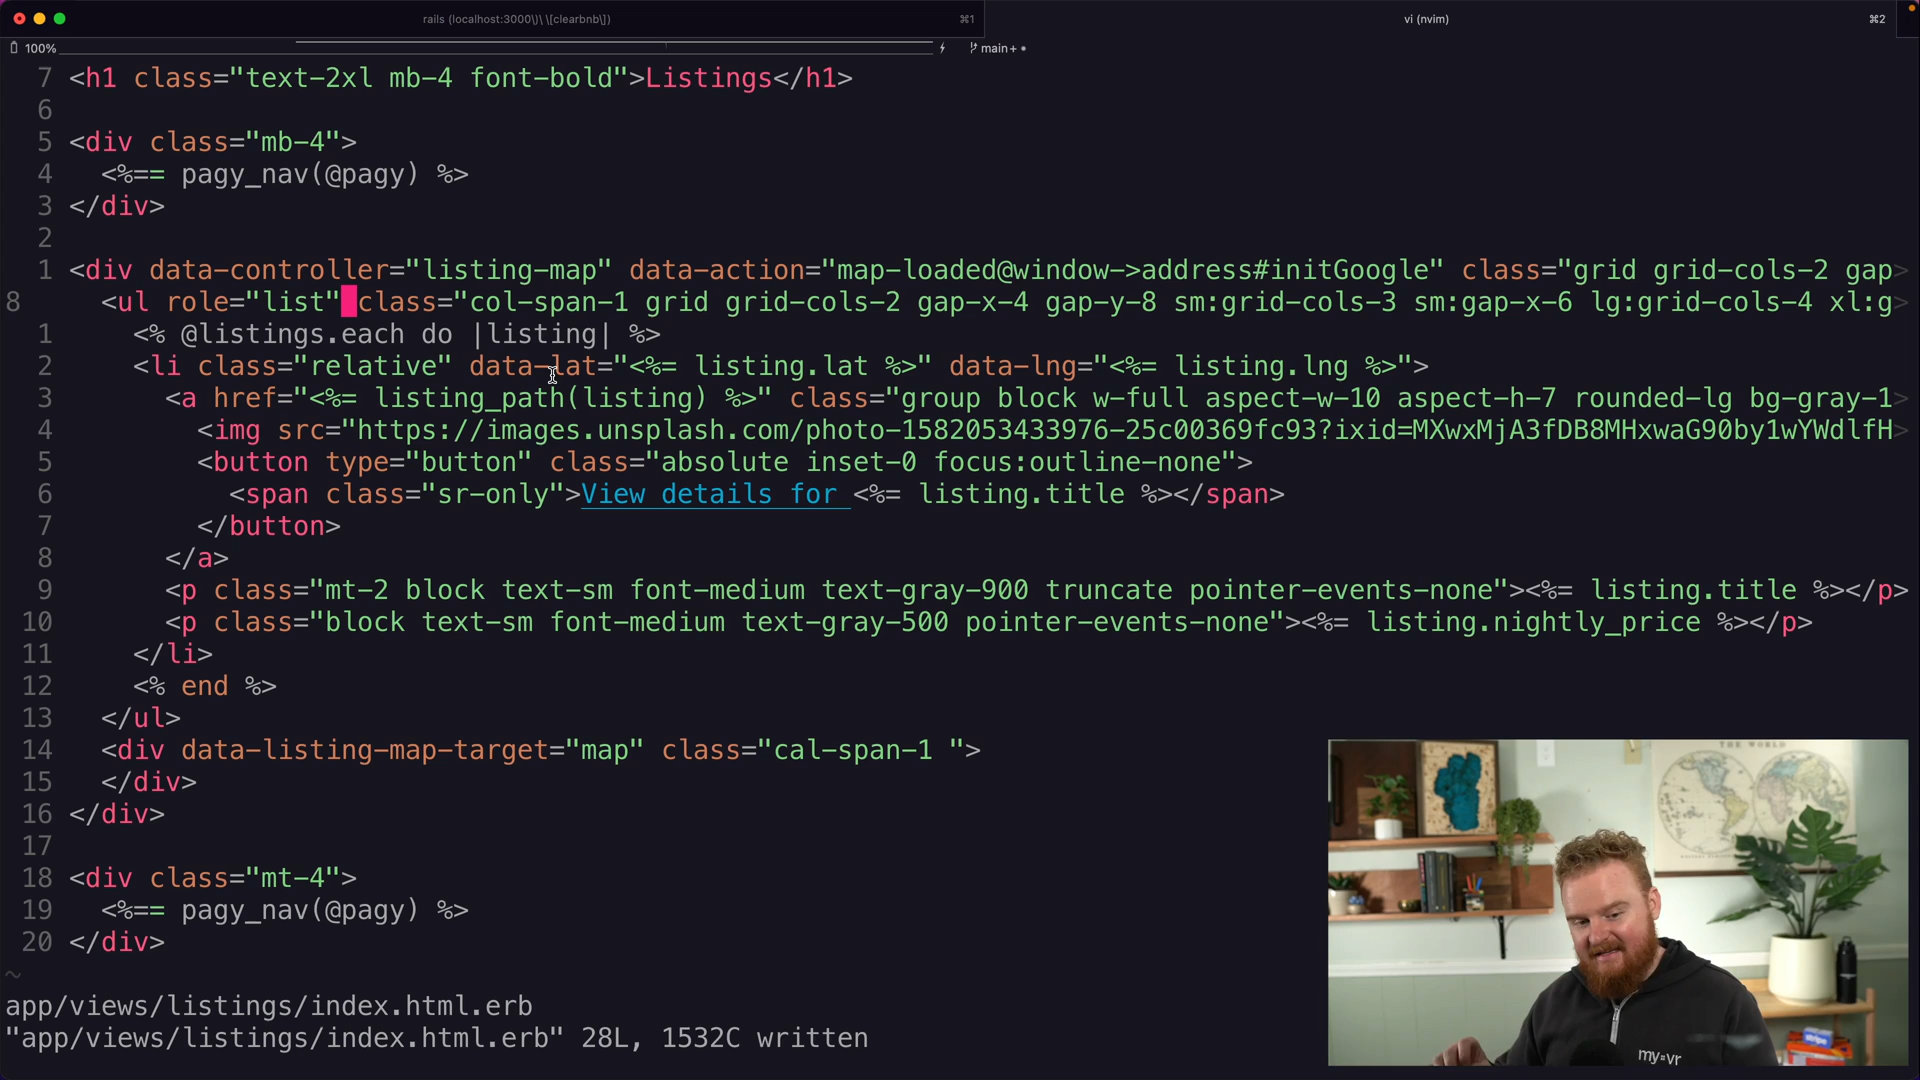 rails (localhost:3000\)\ \[clearbnb\])
⌘1
vi (nvim)
⌘2
100%
main+
7 <h1 class="text-2xl mb-4 font-bold">Listings</h1>
6
5 <div class="mb-4">
4   <%== pagy_nav(@pagy) %>
3 </div>
2
1 <div data-controller="listing-map" data-action="map-loaded@window->address#initGoogle" class="grid grid-cols-2 gap>
8   <ul role="list" class="col-span-1 grid grid-cols-2 gap-x-4 gap-y-8 sm:grid-cols-3 sm:gap-x-6 lg:grid-cols-4 xl:g>
1     <% @listings.each do |listing| %>
2     <li class="relative" data-lat="<%= listing.lat %>" data-lng="<%= listing.lng %>">
3       <a href="<%= listing_path(listing) %>" class="group block w-full aspect-w-10 aspect-h-7 rounded-lg bg-gray-1>
4         <img src="https://images.unsplash.com/photo-1582053433976-25c00369fc93?ixid=MXwxMjA3fDB8MHxwaG90by1wYWdlfH>
5         <button type="button" class="absolute inset-0 focus:outline-none">
6           <span class="sr-only">View details for <%= listing.title %></span>
7         </button>
8       </a>
9       <p class="mt-2 block text-sm font-medium text-gray-900 truncate pointer-events-none"><%= listing.title %></p>
10       <p class="block text-sm font-medium text-gray-500 pointer-events-none"><%= listing.nightly_price %></p>
11     </li>
12     <% end %>
13   </ul>
14   <div data-listing-map-target="map" class="cal-span-1 ">
15   </div>
16 </div>
17
18 <div class="mt-4">
19   <%== pagy_nav(@pagy) %>
20 </div>
~
app/views/listings/index.html.erb
"app/views/listings/index.html.erb" 28L, 1532C written
THE WORLD
stripe
my vr